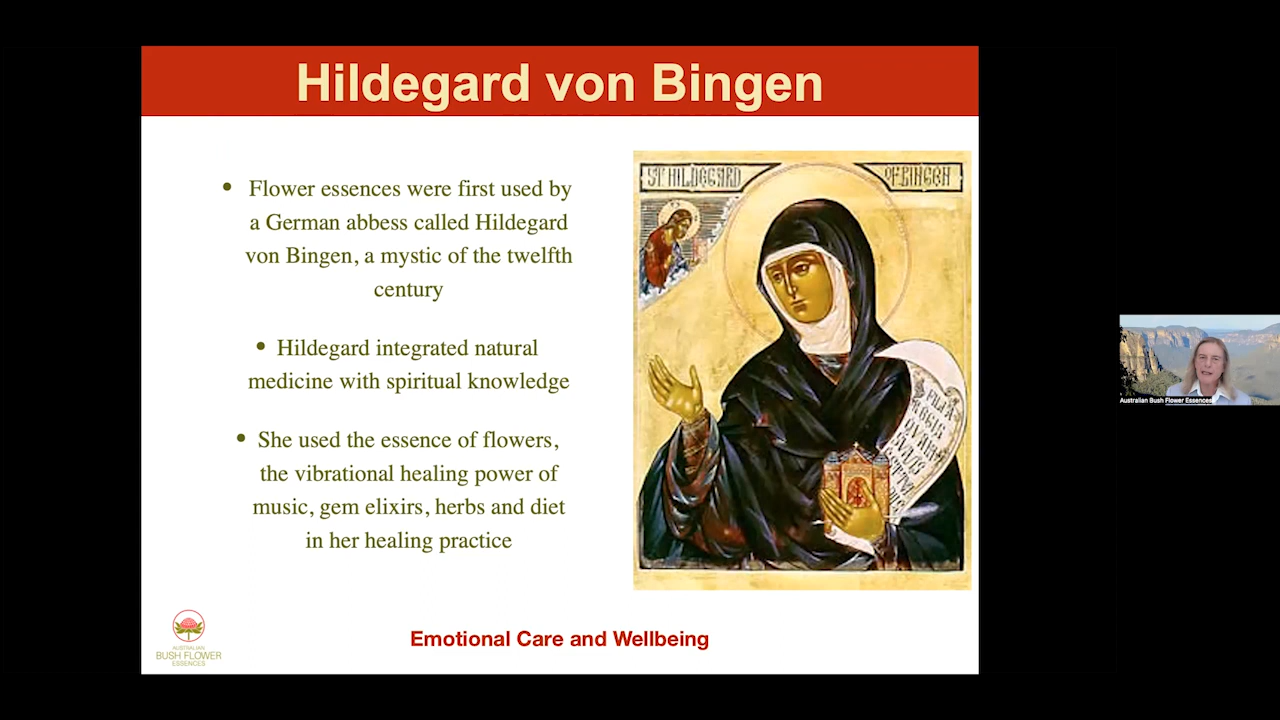 Hildegard von Bingen
• Flower essences were first used by
a German abbess called Hildegard
von Bingen, a mystic of the twelfth
century
• Hildegard integrated natural
medicine with spiritual knowledge
• She used the essence of flowers,
the vibrational healing power of
music, gem elixirs, herbs and diet
in her healing practice
ST HILDEGARD
OF BINGEN
AUSTRALIAN
BUSH FLOWER
ESSENCES
Emotional Care and Wellbeing
Australian Bush Flower Essences